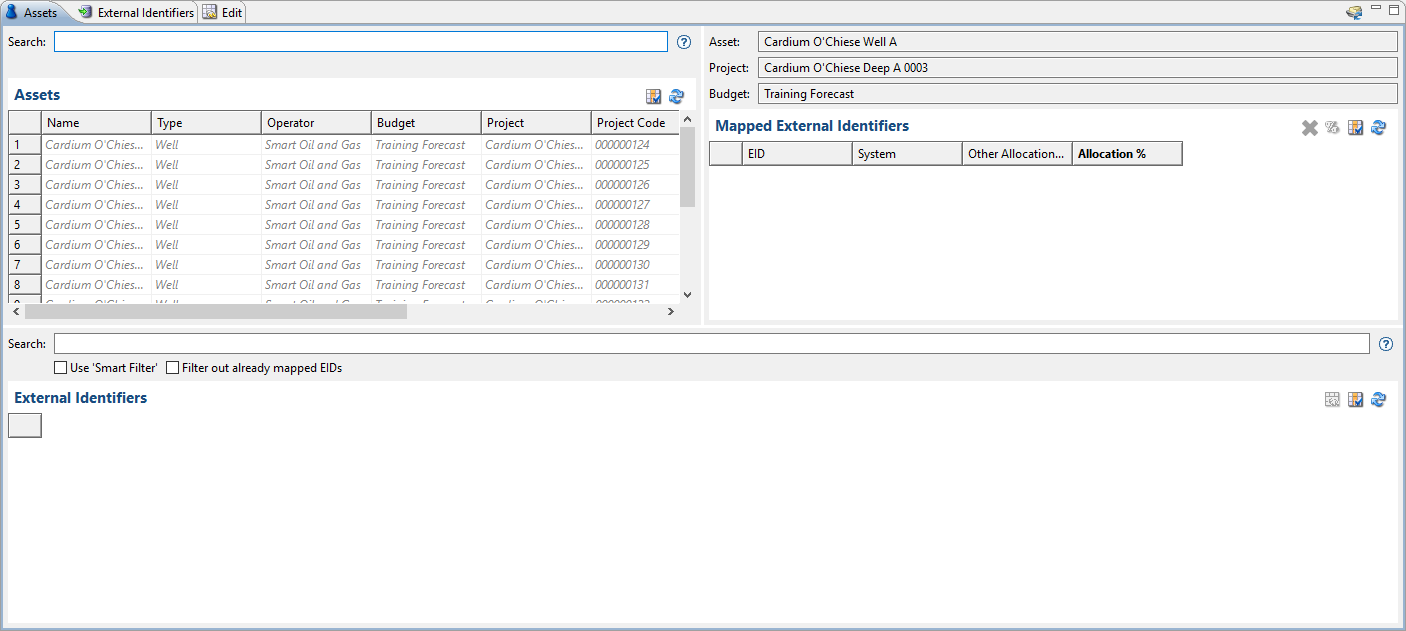 Assets External Identifiers Edit
Search:
Assets
Name Type Operator Budget Project Project Code
1 Cardium O'Chies... Well Smart Oil and Gas Training Forecast Cardium O'Chies... 000000124
2 Cardium O'Chies... Well Smart Oil and Gas Training Forecast Cardium O'Chies... 000000125
3 Cardium O'Chies... Well Smart Oil and Gas Training Forecast Cardium O'Chies... 000000126
4 Cardium O'Chies... Well Smart Oil and Gas Training Forecast Cardium O'Chies... 000000127
5 Cardium O'Chies... Well Smart Oil and Gas Training Forecast Cardium O'Chies... 000000128
6 Cardium O'Chies... Well Smart Oil and Gas Training Forecast Cardium O'Chies... 000000129
7 Cardium O'Chies... Well Smart Oil and Gas Training Forecast Cardium O'Chies... 000000130
8 Cardium O'Chies... Well Smart Oil and Gas Training Forecast Cardium O'Chies... 000000131
Asset: Cardium O'Chiese Well A
Project: Cardium O'Chiese Deep A 0003
Budget: Training Forecast
Mapped External Identifiers
EID System Other Allocation... Allocation %
Search:
Use 'Smart Filter' Filter out already mapped EIDs
External Identifiers